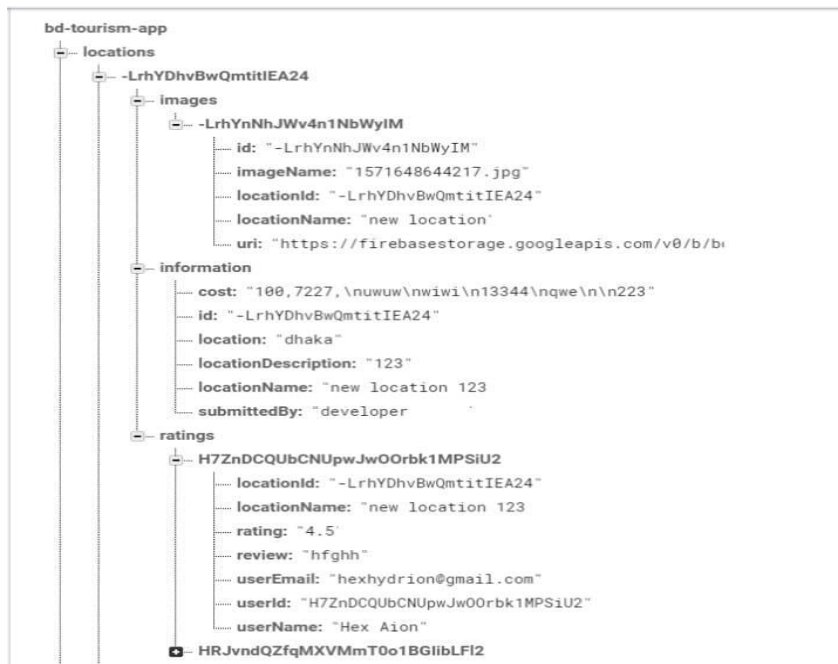 bd-tourism-app
locations
-LrhYDhvBwQmtitIEA24
images
-LrhYnNhJWv4n1NbWyIM
id: "-LrhYnNhJWv4n1NbWyIM"
imageName: "1571648644217.jpg"
locationId: "-LrhYDhvBwQmtitIEA24"
locationName: "new location"
uri: "https://firebasestorage.googleapis.com/v0/b/b
information
cost: "100,7227,\nuwuw\nwiwi\n13344\nqwe\n\n223"
id: "-LrhYDhvBwQmtitIEA24"
location: "dhaka"
locationDescription: "123"
locationName: "new location 123
submittedBy: "developer
ratings
H7ZnDCQUbCNUpwJwOOrbk1MPSiU2
locationId: "-LrhYDhvBwQmtitIEA24"
locationName: "new location 123
rating: "4.5"
review: "hfghh"
userEmail: "hexhydrion@gmail.com"
userId: "H7ZnDCQUbCNUpwJwOOrbk1MPSiU2"
userName: "Hex Aion"
HRJvndQZfqMXVMmT0o1BGIibLFl2